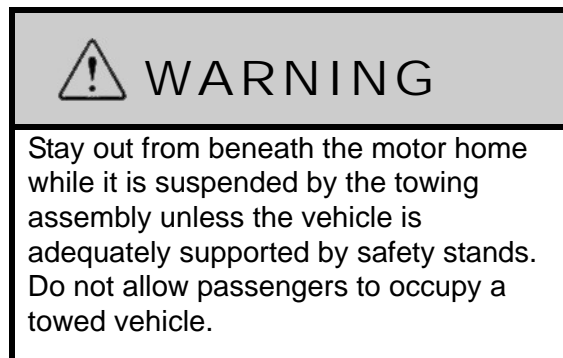 WARNING
Stay out from beneath the motor home
while it is suspended by the towing
assembly unless the vehicle is
adequately supported by safety stands.
Do not allow passengers to occupy a
towed vehicle.